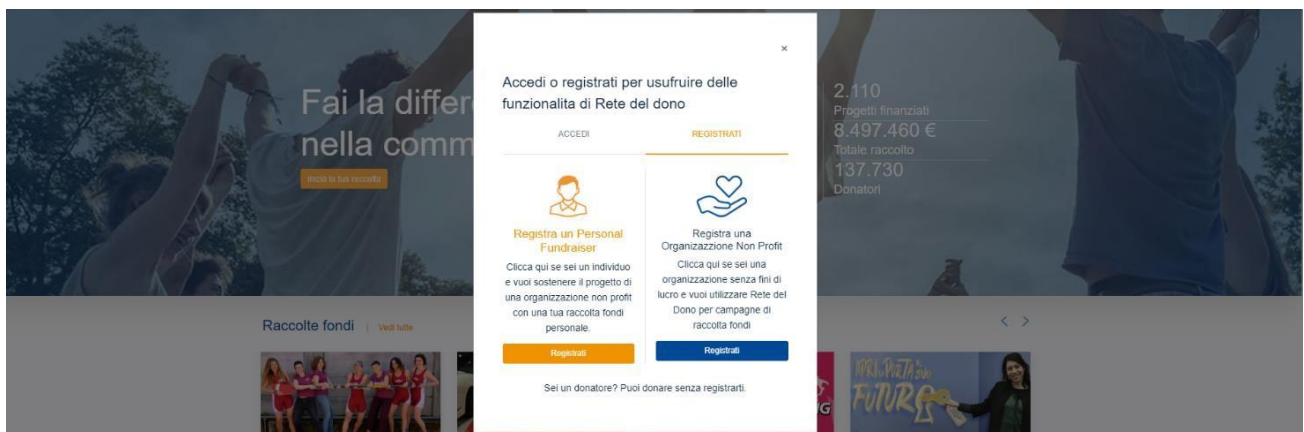 ×
Accedi o registrati per usufruire delle
funzionalita di Rete del dono
ACCEDI
REGISTRATI
Registra un Personal
Fundraiser
Clicca qui se sei un individuo
e vuoi sostenere il progetto di
una organizzazione non profit
con una tua raccolta fondi
personale.
Registrati
Registra una
Organizazzione Non Profit
Clicca qui se sei una
organizzazione senza fini di
lucro e vuoi utilizzare Rete del
Dono per campagne di
raccolta fondi
Registrati
Sei un donatore? Puoi donare senza registrarti.
Fai la differ
nella comm
Inizia la tua raccolta
2.110
Progetti finanziati
8.497.460 €
Totale raccolto
137.730
Donatori
Raccolte fondi | Vedi tutte
FUTURO